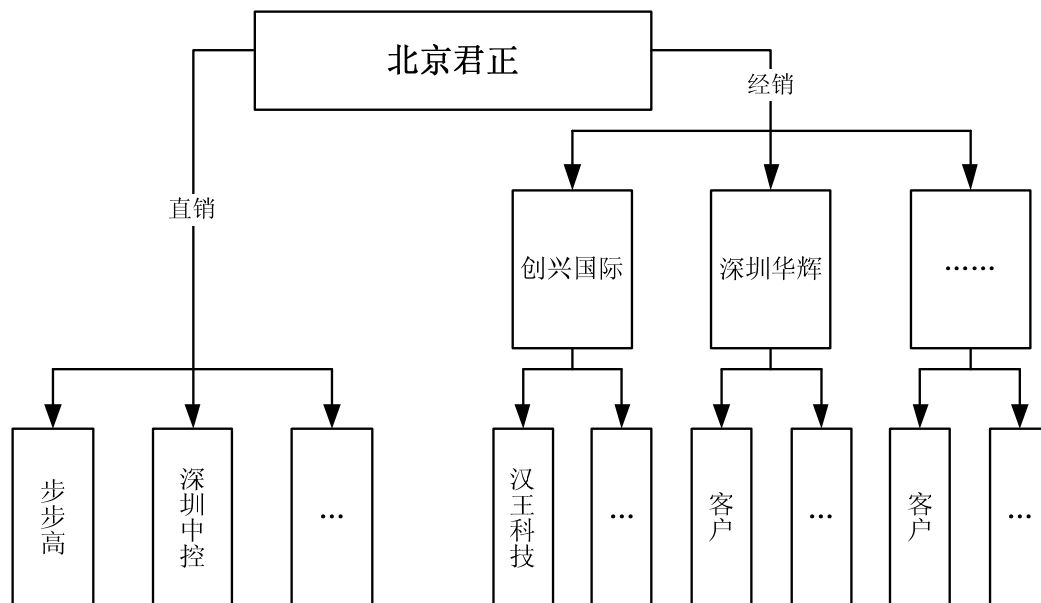 北京君正
经销
直销
创兴国际
深圳华辉
……
步步高
深圳中控
…
汉王科技
…
客户
…
客户
…